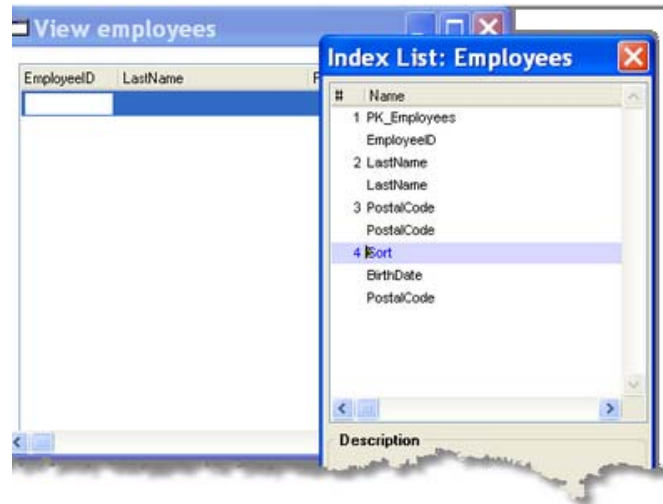 View employees
EmployeeID LastName F
Index List: Employees
# Name
1 PK_Employees
EmployeeID
2 LastName
LastName
3 PostalCode
PostalCode
4 Sort
BirthDate
PostalCode
Description